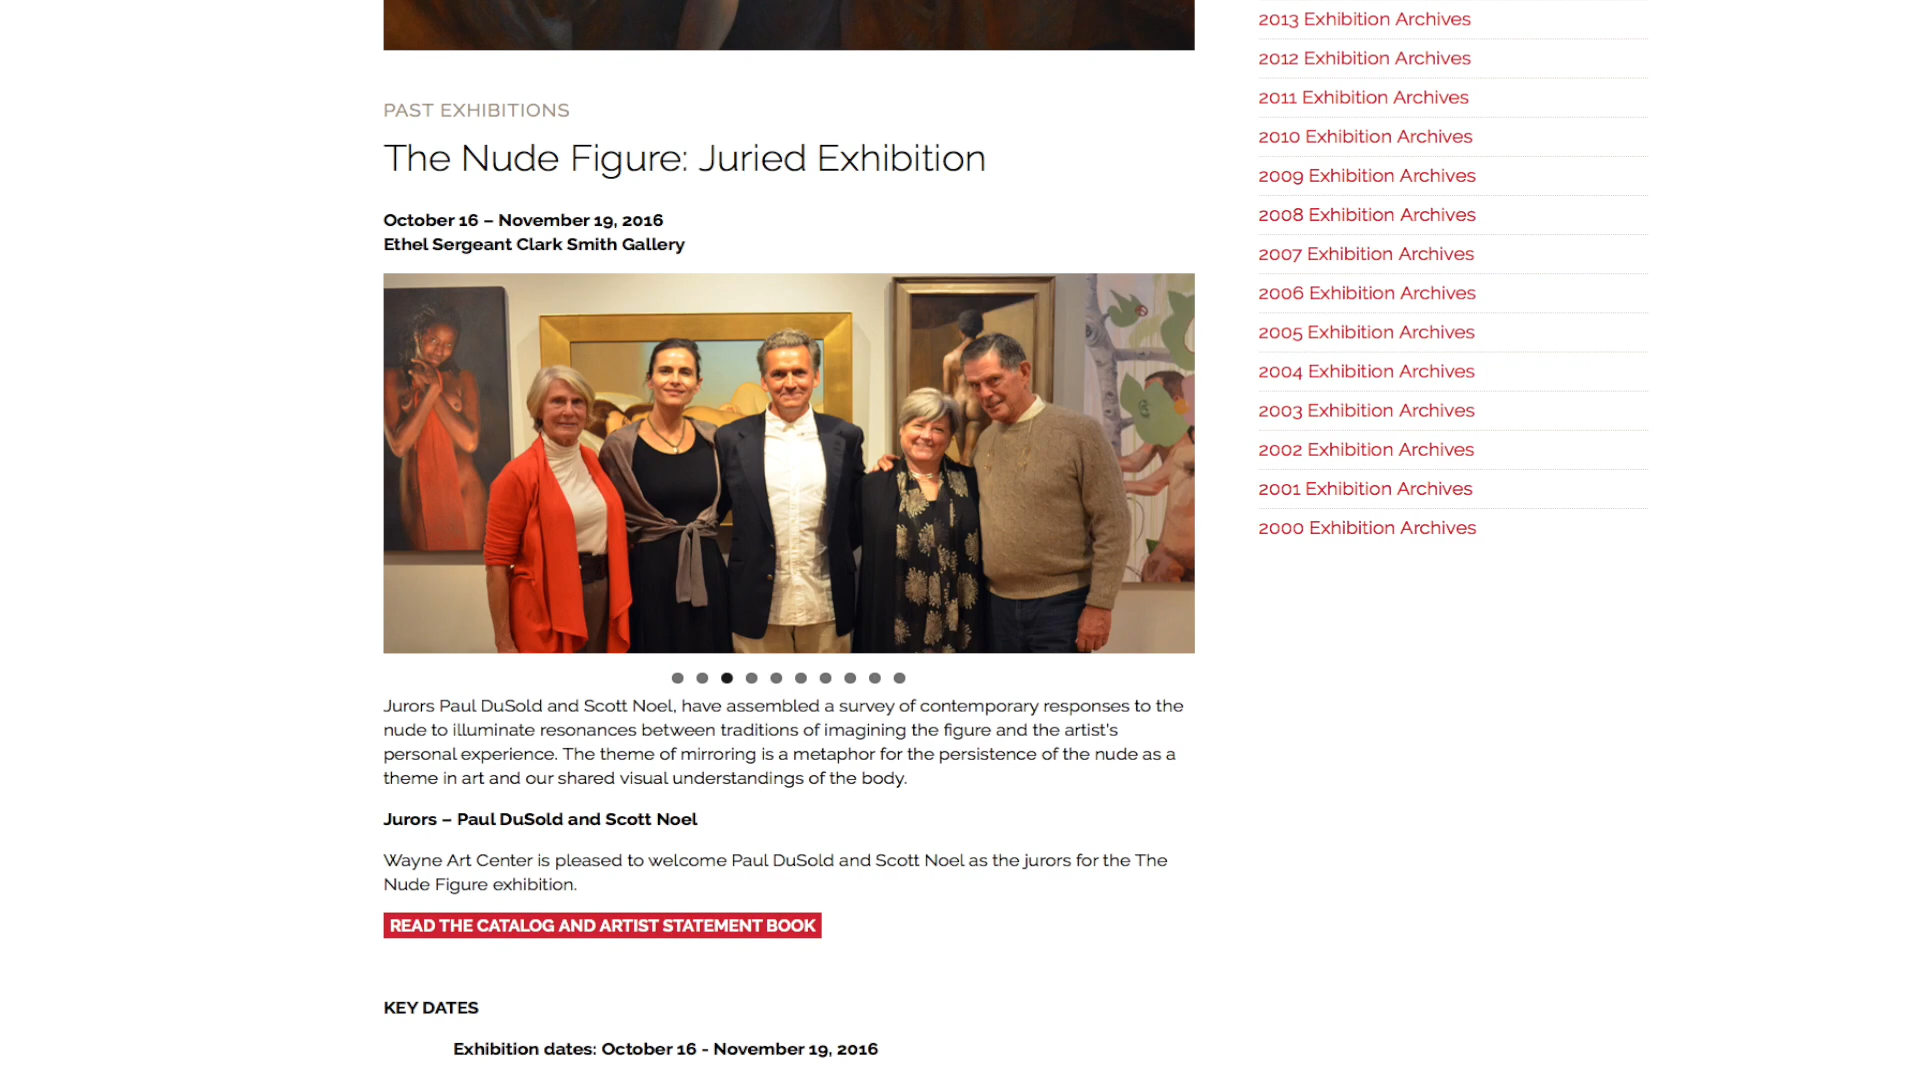 PAST EXHIBITIONS
The Nude Figure: Juried Exhibition
October 16 – November 19, 2016
Ethel Sergeant Clark Smith Gallery
Jurors Paul DuSold and Scott Noel, have assembled a survey of contemporary responses to the
nude to illuminate resonances between traditions of imagining the figure and the artist's
personal experience. The theme of mirroring is a metaphor for the persistence of the nude as a
theme in art and our shared visual understandings of the body.
Jurors – Paul DuSold and Scott Noel
Wayne Art Center is pleased to welcome Paul DuSold and Scott Noel as the jurors for the The
Nude Figure exhibition.
READ THE CATALOG AND ARTIST STATEMENT BOOK
KEY DATES
Exhibition dates: October 16 - November 19, 2016
2013 Exhibition Archives
2012 Exhibition Archives
2011 Exhibition Archives
2010 Exhibition Archives
2009 Exhibition Archives
2008 Exhibition Archives
2007 Exhibition Archives
2006 Exhibition Archives
2005 Exhibition Archives
2004 Exhibition Archives
2003 Exhibition Archives
2002 Exhibition Archives
2001 Exhibition Archives
2000 Exhibition Archives